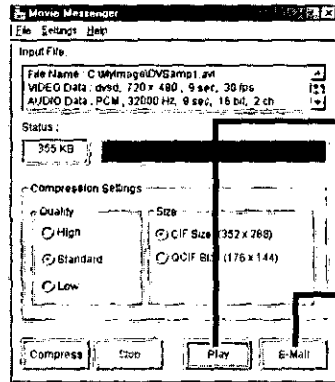 Movie Messenger
File Settings Help
Input File:
File Name : C:\MyImage\DVSamp1.avi
VIDEO Data : dvsd, 720 x 480 , 9 sec, 30 fps
AUDIO Data : PCM , 32000 Hz, 9 sec, 16 bit, 2 ch
Status :
355 KB
Compression Settings
Quality
High
Standard
Low
Size
CIF Size (352 x 288)
QCIF Size (176 x 144)
Compress Stop Play E-Mail